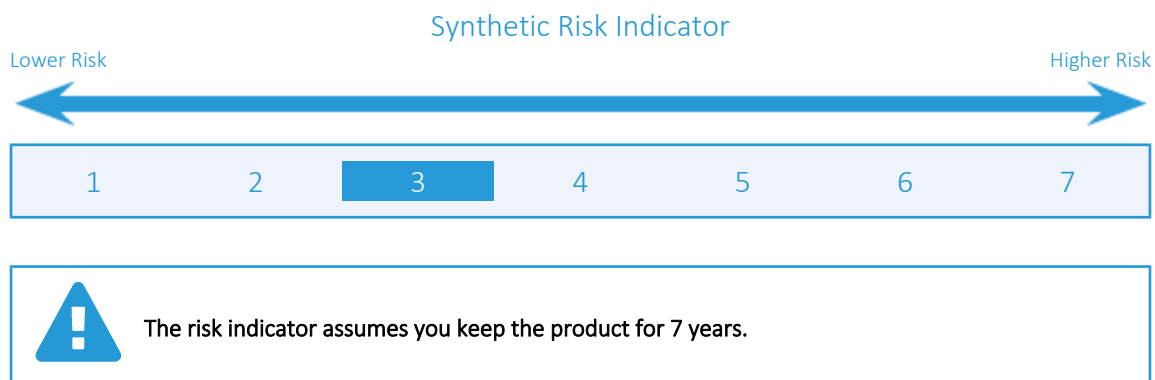 Synthetic Risk Indicator
Lower Risk Higher Risk
1 2 3 4 5 6 7
The risk indicator assumes you keep the product for 7 years.